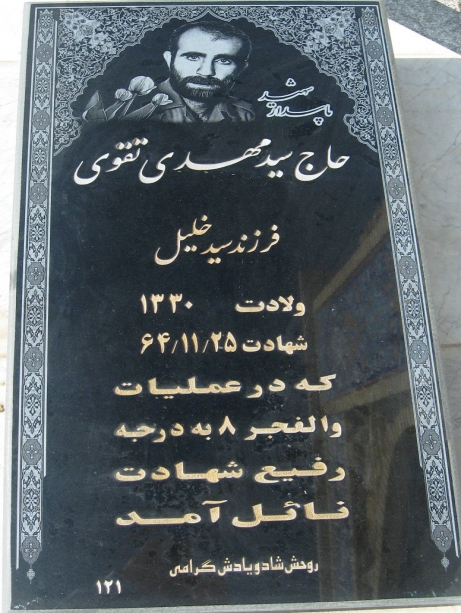 شهید
پاسدار
حاج سید مهدی تقوی
فرزند سید خلیل
ولادت ۱۳۳۰
شهادت ۶۴/۱۱/۲۵
که در عملیات
والفجر ۸ به درجه
رفیع شهادت
نائل آمد
روحش شاد و یادش گرامی
۱۲۱